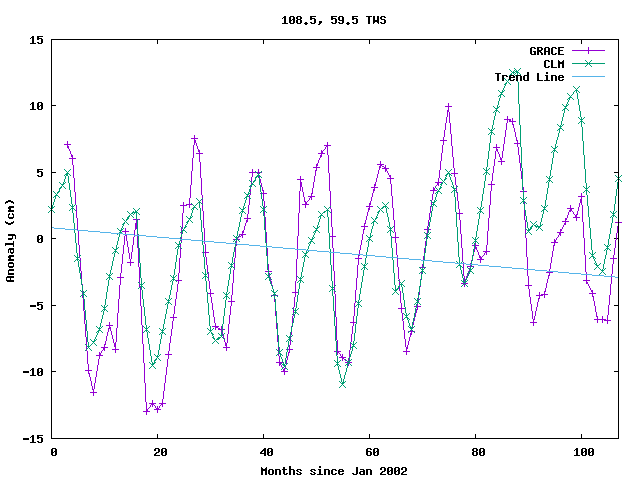 108.5, 59.5 TWS
GRACE
CLM
Trend Line
15
10
5
0
-5
-10
-15
Anomaly (cm)
0 20 40 60 80 100
Months since Jan 2002